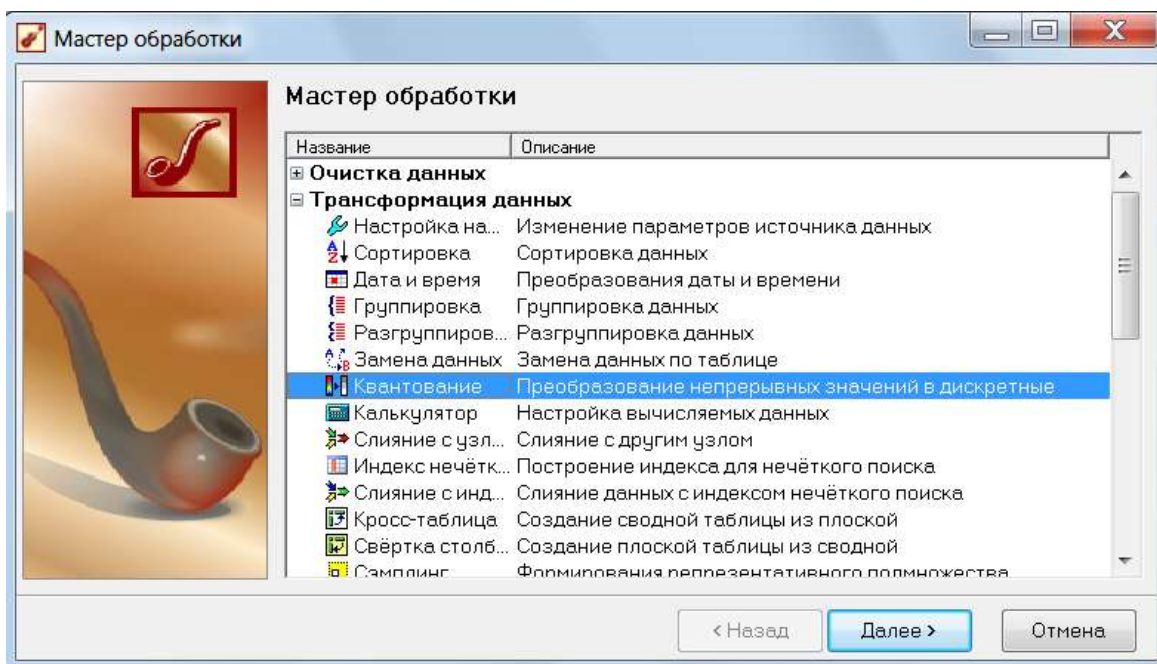 Мастер обработки
Мастер обработки
Название Описание
Очистка данных
Трансформация данных
Настройка на... Изменение параметров источника данных
Сортировка Сортировка данных
Дата и время Преобразования даты и времени
Группировка Группировка данных
Разгруппиров... Разгруппировка данных
Замена данных Замена данных по таблице
Квантование Преобразование непрерывных значений в дискретные
Калькулятор Настройка вычисляемых данных
Слияние с узл... Слияние с другим узлом
Индекс нечётк... Построение индекса для нечёткого поиска
Слияние с инд... Слияние данных с индексом нечёткого поиска
Кросс-таблица Создание сводной таблицы из плоской
Свёртка столб... Создание плоской таблицы из сводной
Сэмплинг Формирования репрезентативного подмножества
< Назад Далее > Отмена